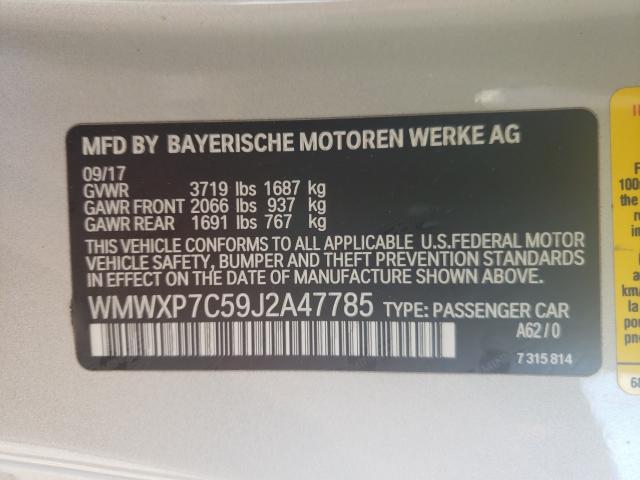 MFD BY BAYERISCHE MOTOREN WERKE AG
09/17
GVWR 3719 lbs 1687 kg
GAWR FRONT 2066 lbs 937 kg
GAWR REAR 1691 lbs 767 kg
THIS VEHICLE CONFORMS TO ALL APPLICABLE U.S.FEDERAL MOTOR
VEHICLE SAFETY, BUMPER AND THEFT PREVENTION STANDARDS
IN EFFECT ON THE DATE OF MANUFACTURE SHOWN ABOVE.
WMWXP7C59J2A47785 TYPE: PASSENGER CAR
A62/0
7 315 814